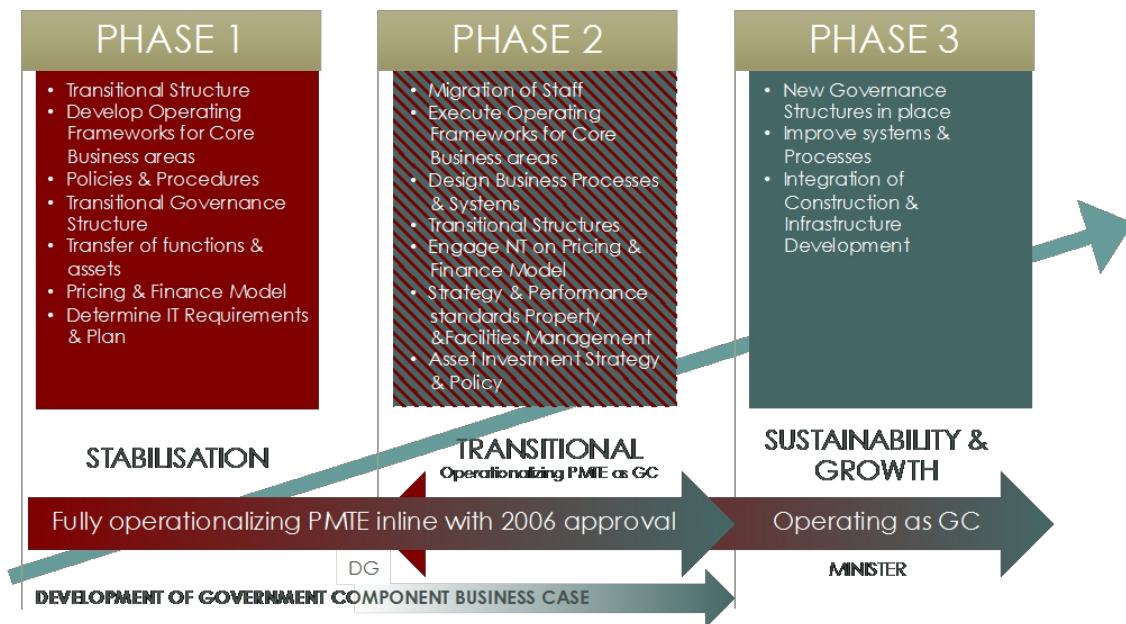 PHASE 1
• Transitional Structure
• Develop Operating
Frameworks for Core
Business areas
• Policies & Procedures
• Transitional Governance
Structure
• Transfer of functions &
assets
• Pricing & Finance Model
• Determine IT Requirements
& Plan
STABILISATION
PHASE 2
• Migration of Staff
• Execute Operating
Frameworks for Core
Business areas
• Design Business Processes
& Systems
• Transitional Structures
• Engage NT on Pricing &
Finance Model
• Strategy & Performance
standards Property
&Facilities Management
• Asset Investment Strategy
& Policy
TRANSITIONAL
Operationalizing PMTE as GC
PHASE 3
• New Governance
Structures in place
• Improve systems &
Processes
• Integration of
Construction &
Infrastructure
Development
SUSTAINABILITY &
GROWTH
Fully operationalizing PMTE inline with 2006 approval
Operating as GC
DG
MINISTER
DEVELOPMENT OF GOVERNMENT COMPONENT BUSINESS CASE